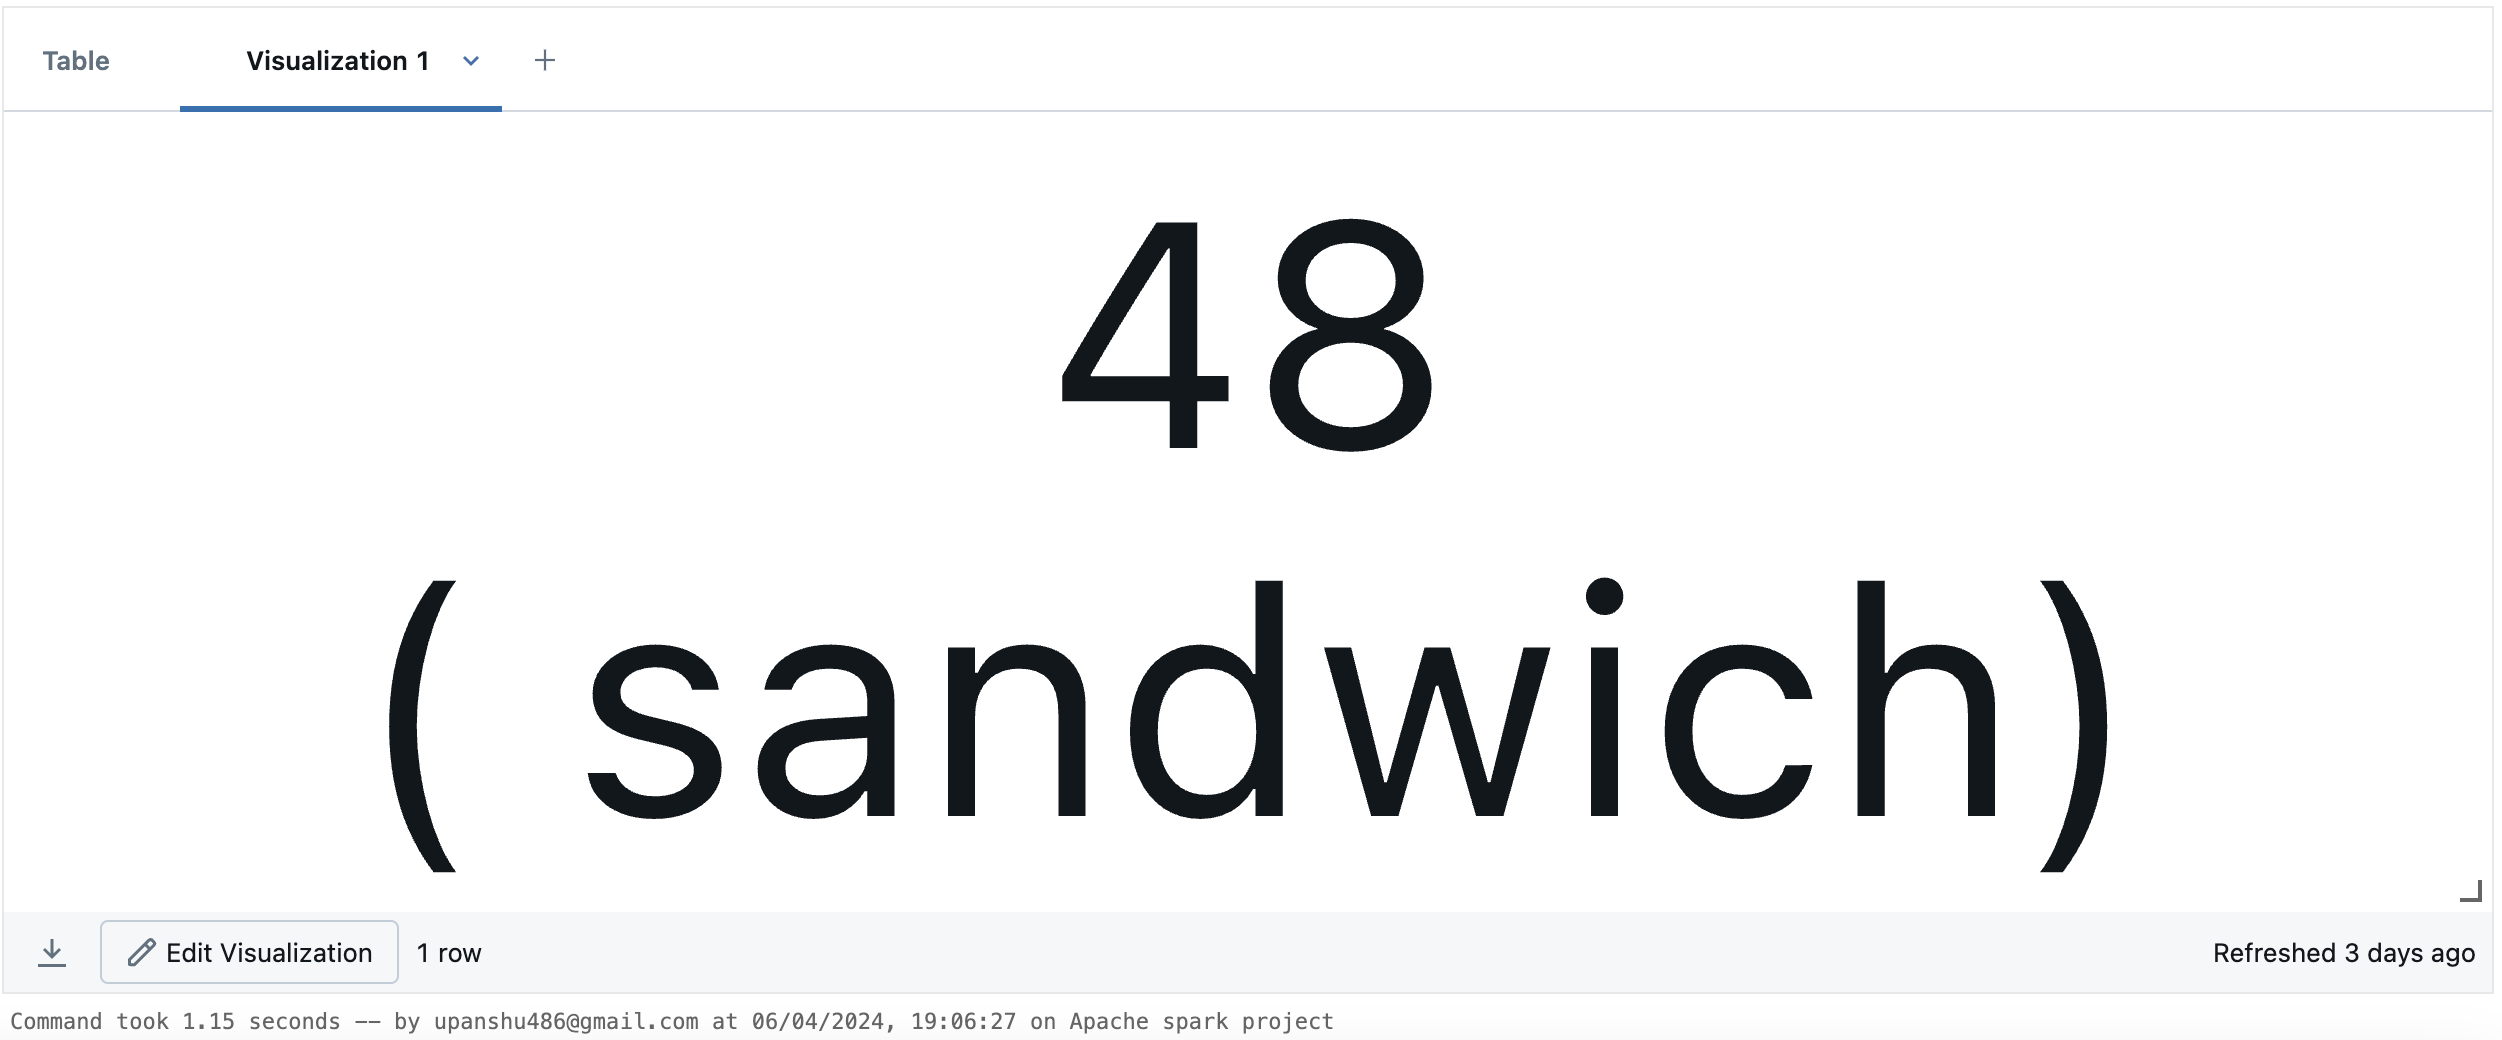 Table Visualization 1
48
( sandwich)
Edit Visualization 1 row Refreshed 3 days ago
Command took 1.15 seconds -- by upanshu486@gmail.com at 06/04/2024, 19:06:27 on Apache spark project